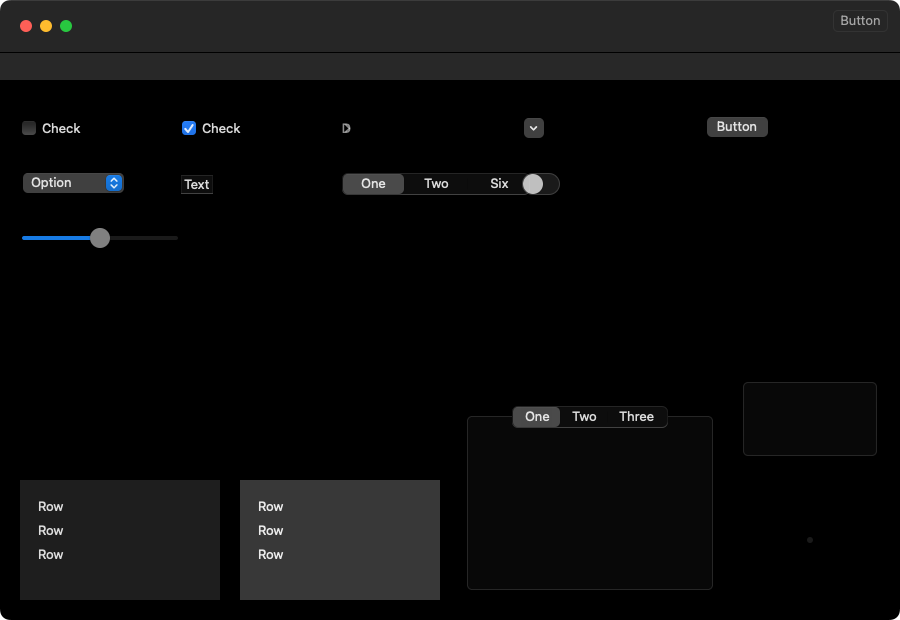 Button
Check
Check
D
Button
Option
Text
One
Two
Six
One
Two
Three
Row
Row
Row
Row
Row
Row